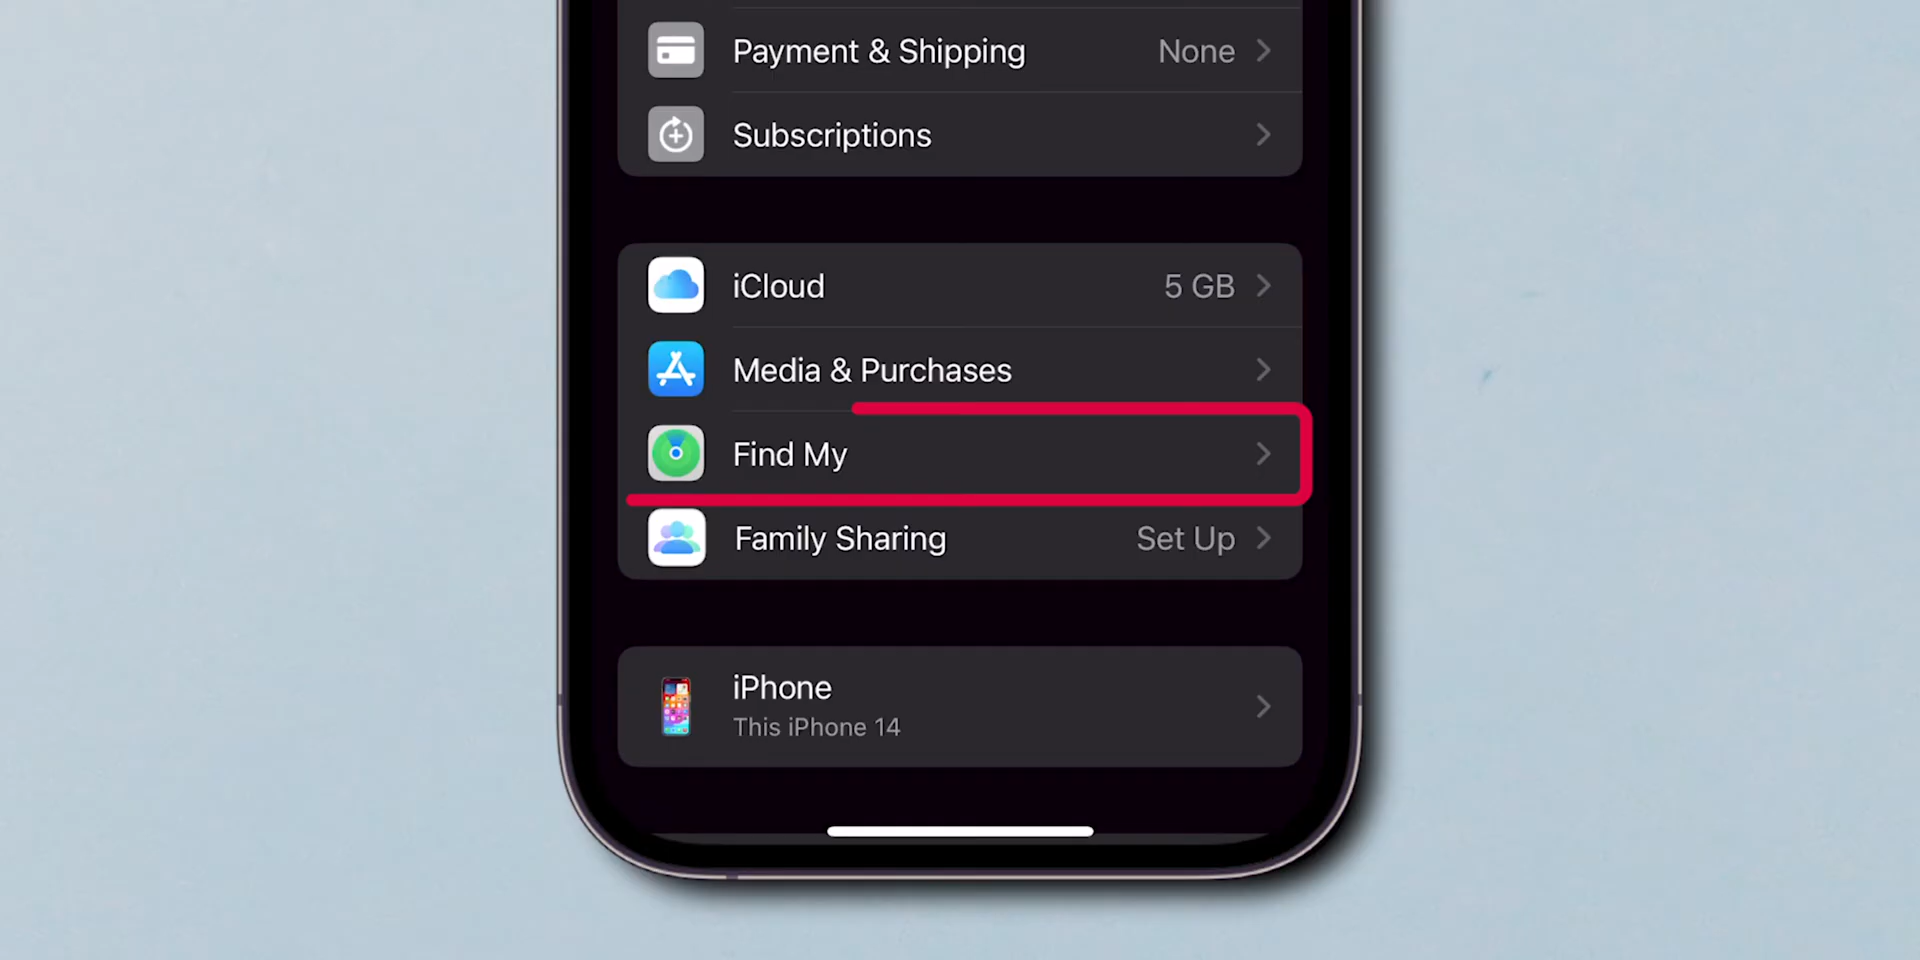 Payment & Shipping None
Subscriptions
iCloud 5 GB
Media & Purchases
Find My
Family Sharing Set Up
iPhone
This iPhone 14